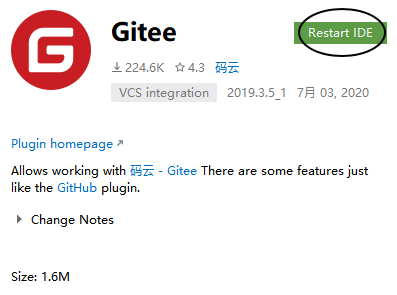 G
Gitee
Restart IDE
224.6K 4.3 码云
VCS integration 2019.3.5_1 7月 03, 2020
Plugin homepage
Allows working with 码云 - Gitee There are some features just
like the GitHub plugin.
Change Notes
Size: 1.6M